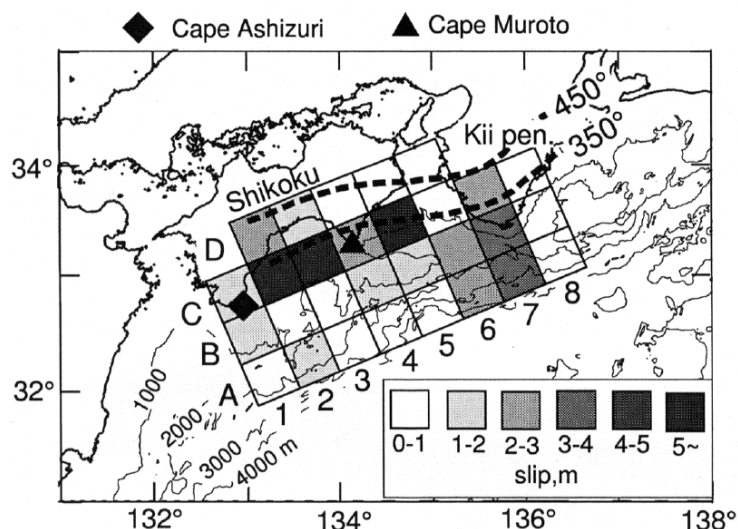 Cape Ashizuri Cape Muroto
450°
Kii pen.
350°
34°
Shikoku
D
C
B
A
1 2 3 4 5 6 7 8
1000
2000
3000
4000 m
32°
0-1 1-2 2-3 3-4 4-5 5~
slip,m
132° 134° 136° 138°